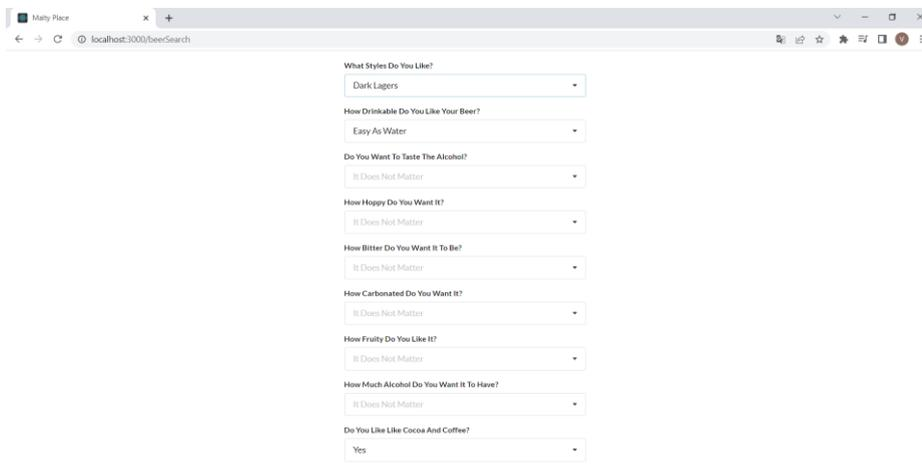 Malty Place
localhost:3000/beerSearch
V
What Styles Do You Like?
Dark Lagers
How Drinkable Do You Like Your Beer?
Easy As Water
Do You Want To Taste The Alcohol?
It Does Not Matter
How Hoppy Do You Want It?
It Does Not Matter
How Bitter Do You Want It To Be?
It Does Not Matter
How Carbonated Do You Want It?
It Does Not Matter
How Fruity Do You Like It?
It Does Not Matter
How Much Alcohol Do You Want It To Have?
It Does Not Matter
Do You Like Like Cocoa And Coffee?
Yes